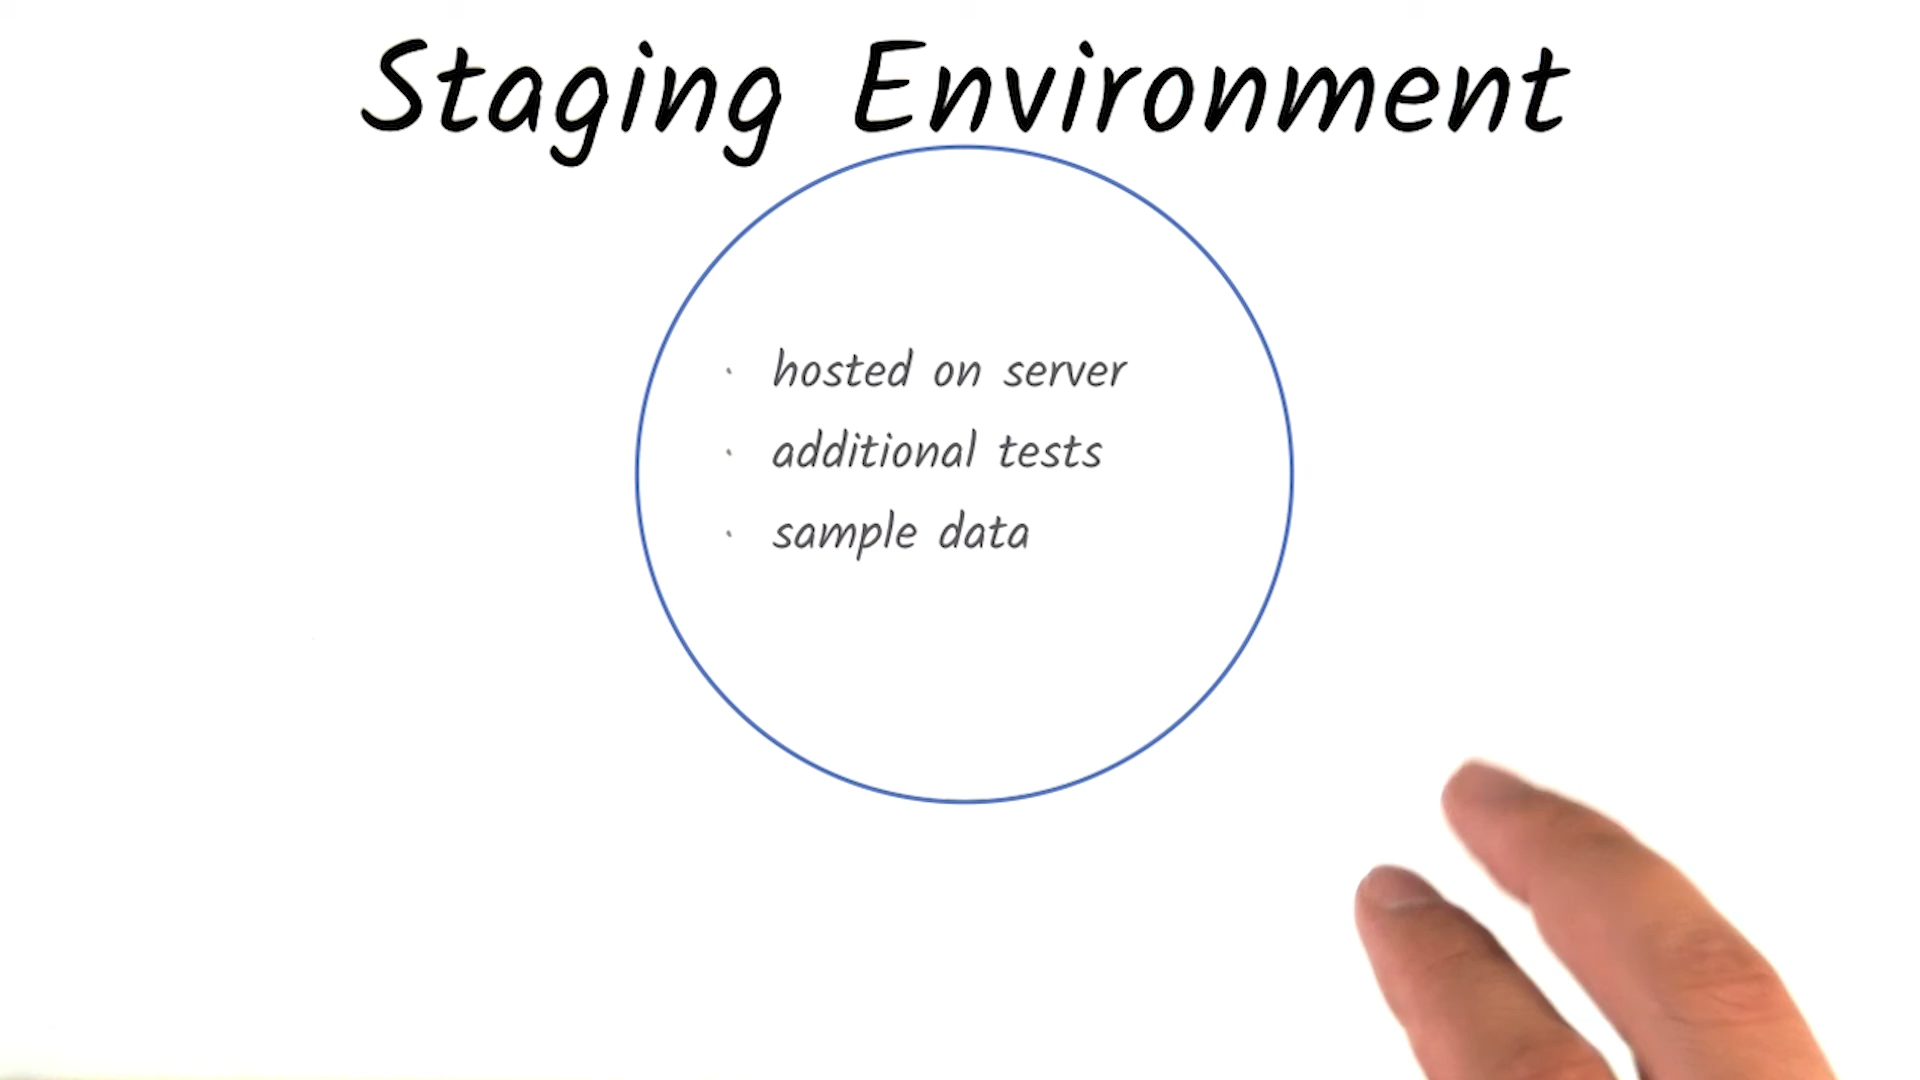 Staging Environment
· hosted on server
· additional tests
· sample data